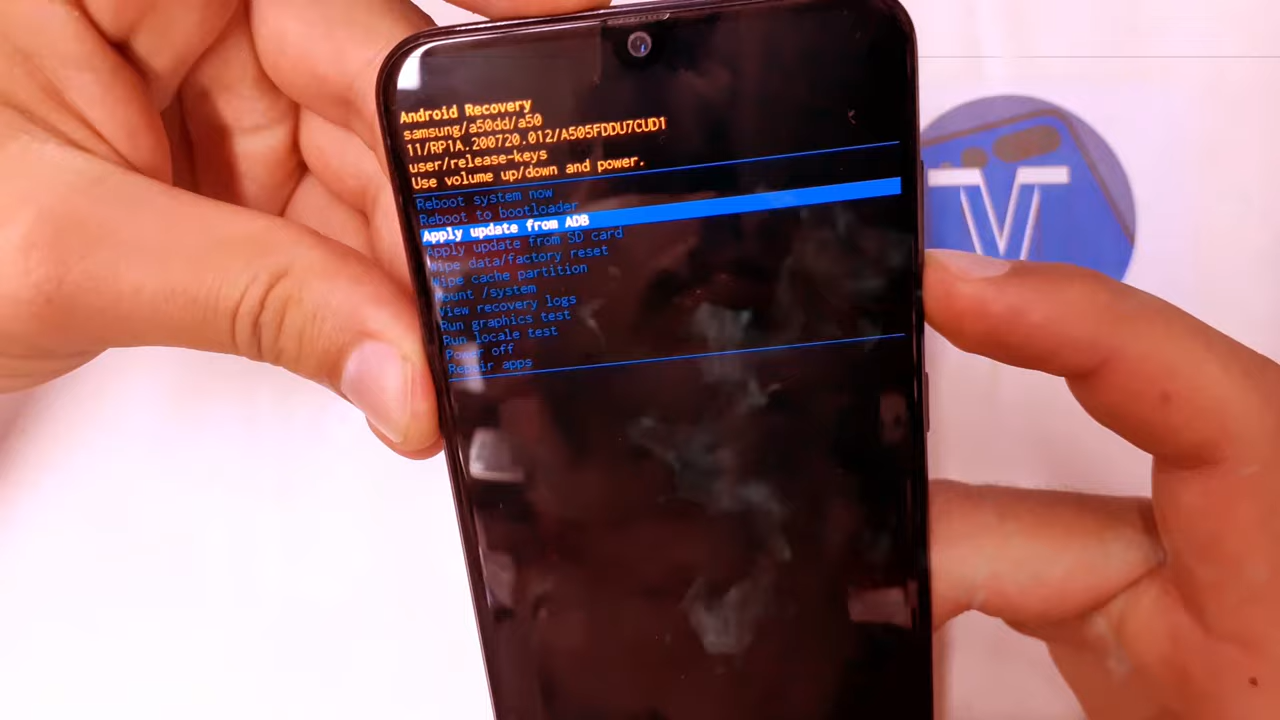 Android Recovery
samsung/a50dd/a50
11/RP1A.200720.012/A505FDDU7CUD1
user/release-keys
Use volume up/down and power.
Reboot system now
Reboot to bootloader
Apply update from ADB
Apply update from SD card
Wipe data/factory reset
Wipe cache partition
Mount /system
View recovery logs
Run graphics test
Run locale test
Power off
Repair apps